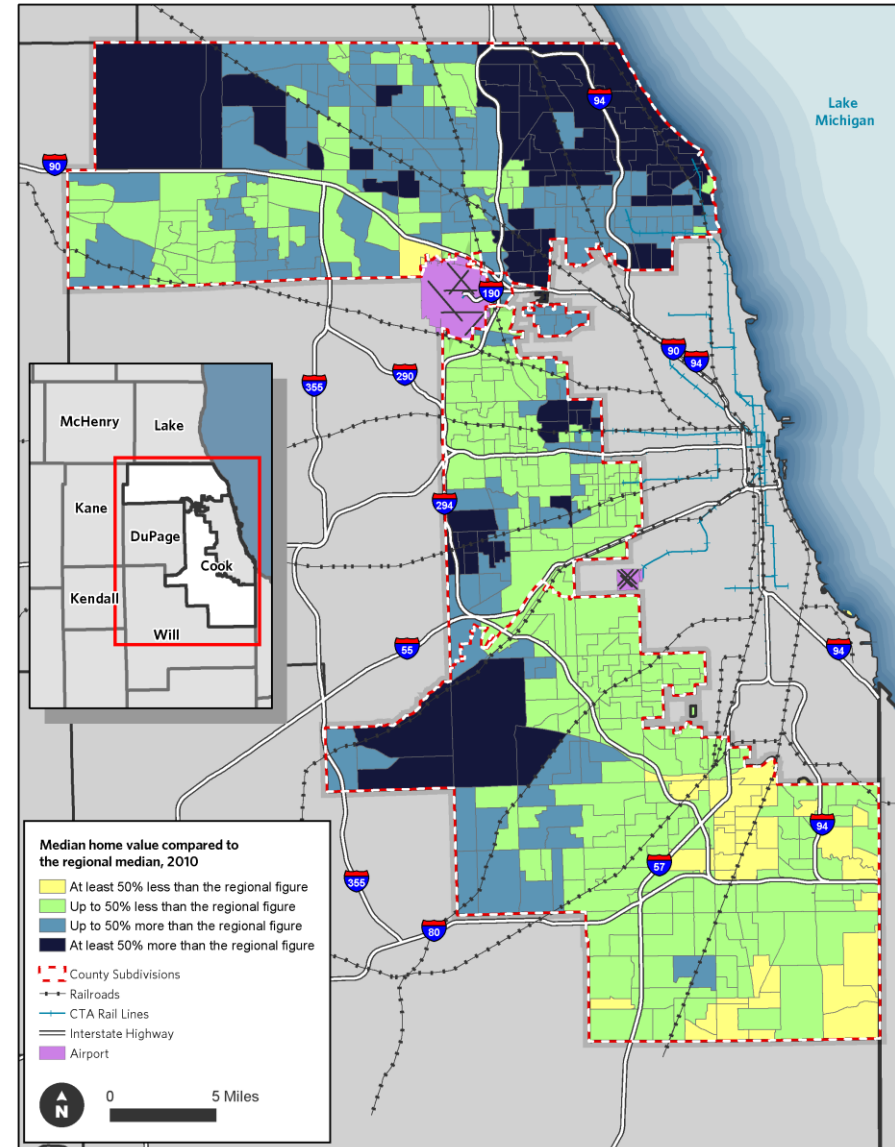 94
Lake
Michigan
90
190
90
94
290
355
McHenry
Lake
Kane
DuPage
Cook
Kendall
Will
294
55
94
94
57
355
80
Median home value compared to
the regional median, 2010
At least 50% less than the regional figure
Up to 50% less than the regional figure
Up to 50% more than the regional figure
At least 50% more than the regional figure
County Subdivisions
Railroads
CTA Rail Lines
Interstate Highway
Airport
N
0 5 Miles